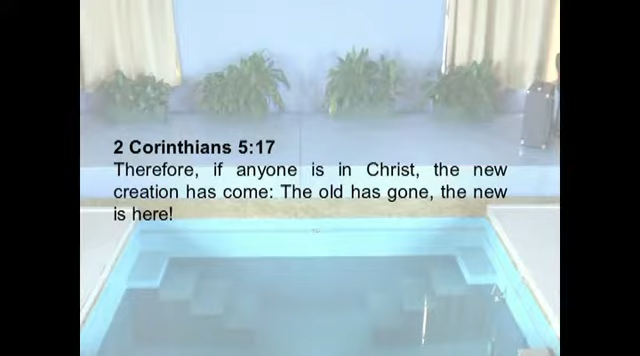 2 Corinthians 5:17
Therefore, if anyone is in Christ, the new
creation has come: The old has gone, the new
is here!